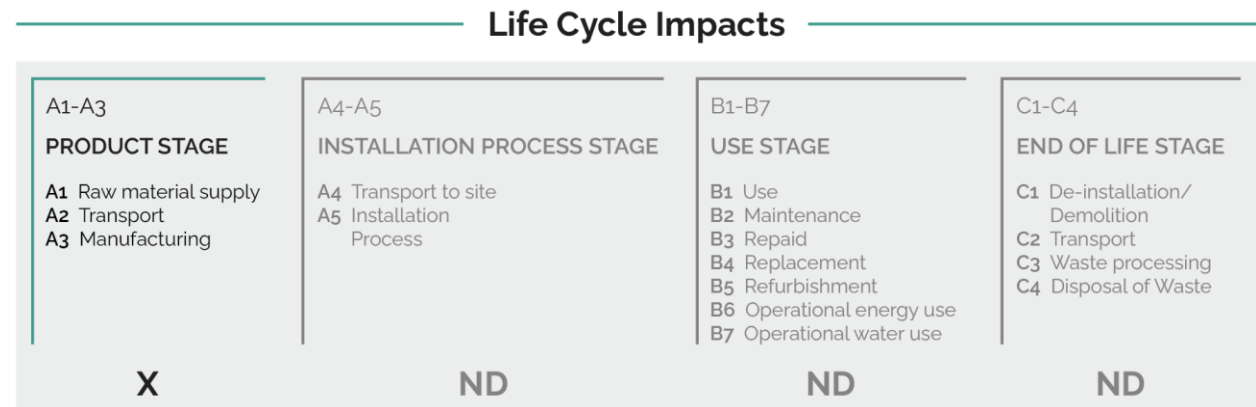 Life Cycle Impacts
A1-A3
PRODUCT STAGE
A1 Raw material supply
A2 Transport
A3 Manufacturing
X
A4-A5
INSTALLATION PROCESS STAGE
A4 Transport to site
A5 Installation
Process
ND
B1-B7
USE STAGE
B1 Use
B2 Maintenance
B3 Repaid
B4 Replacement
B5 Refurbishment
B6 Operational energy use
B7 Operational water use
ND
C1-C4
END OF LIFE STAGE
C1 De-installation/
Demolition
C2 Transport
C3 Waste processing
C4 Disposal of Waste
ND